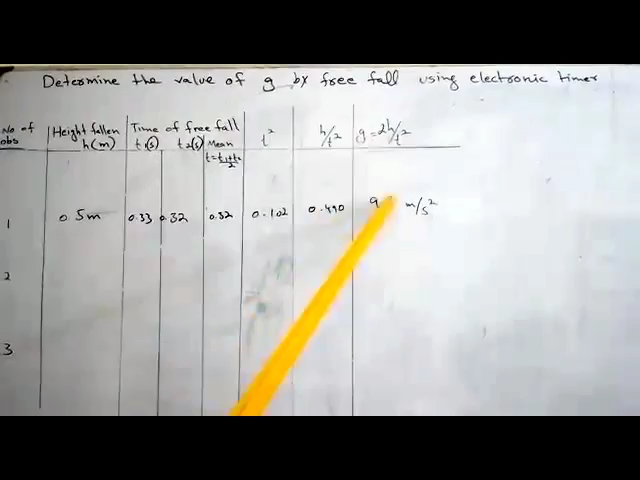 Determine the value of g by free fall using electronic timer
No of obs | Height fallen h(m) | Time of free fall t1(s) t2(s) Mean t=t1+t2/2 | t² | h/t² | g=2h/t²
1 0.5m 0.33 0.32 0.32 0.102 0.490 9 m/s²
2
3